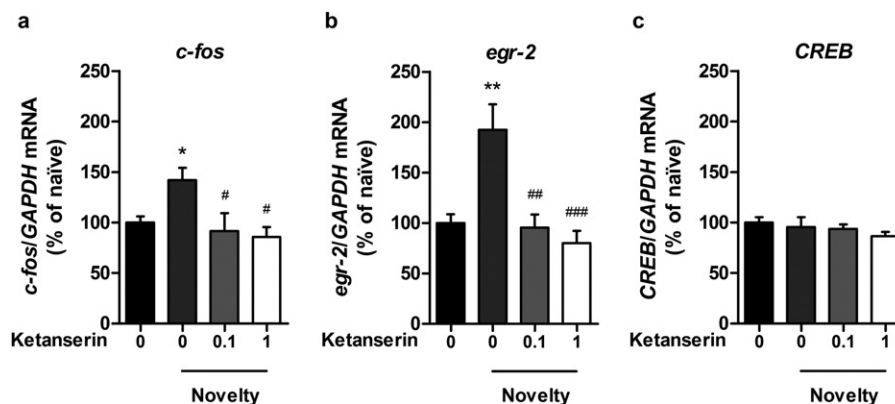 a
c-fos
c-fos/GAPDH mRNA
(% of naïve)
250
200
150
100
50
0
*
#
#
Ketanserin 0 0 0.1 1
Novelty
b
egr-2
egr-2/GAPDH mRNA
(% of naïve)
250
200
150
100
50
0
**
##
###
Ketanserin 0 0 0.1 1
Novelty
c
CREB
CREB/GAPDH mRNA
(% of naïve)
250
200
150
100
50
0
Ketanserin 0 0 0.1 1
Novelty